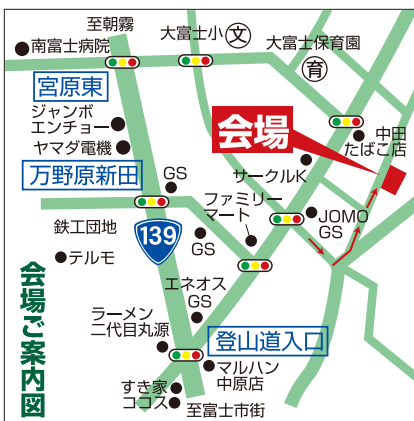 至朝霧
南富士病院
大富士小
文
大富士保育園
育
宮原東
ジャンボ
エンチョー
ヤマダ電機
会場
中田
たばこ店
サークルK
万野原新田
GS
ファミリー
マート
JOMO
GS
鉄工団地
139
GS
テルモ
エネオス
GS
会場ご案内図
ラーメン
二代目丸源
登山道入口
マルハン
中原店
すき家
ココス
至富士市街